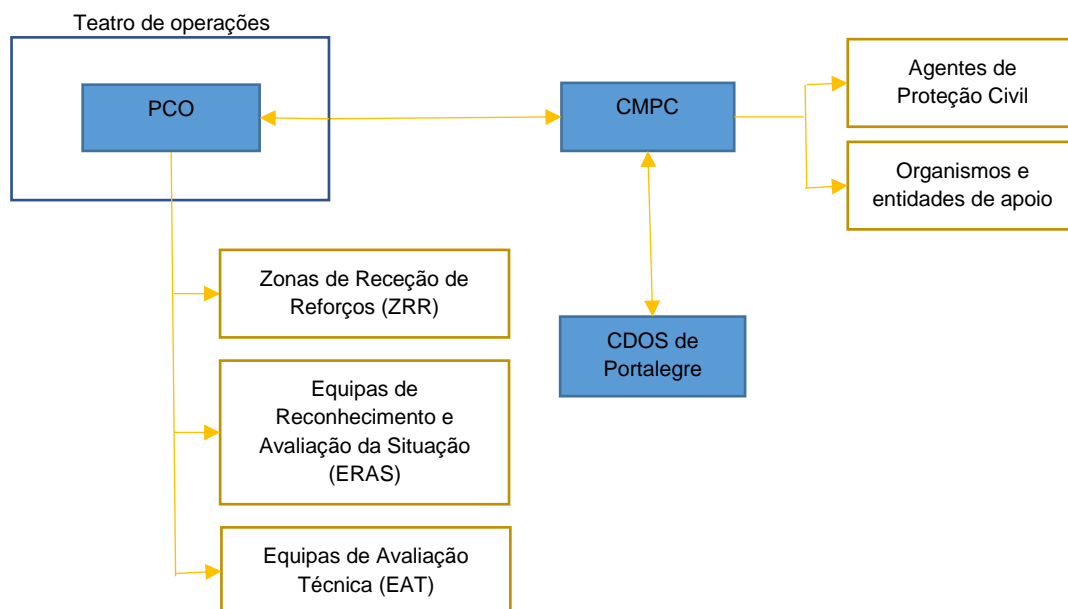 Teatro de operações
PCO
CMPC
Agentes de
Proteção Civil
Organismos e
entidades de apoio
Zonas de Receção de
Reforços (ZRR)
CDOS de
Portalegre
Equipas de
Reconhecimento e
Avaliação da Situação
(ERAS)
Equipas de Avaliação
Técnica (EAT)